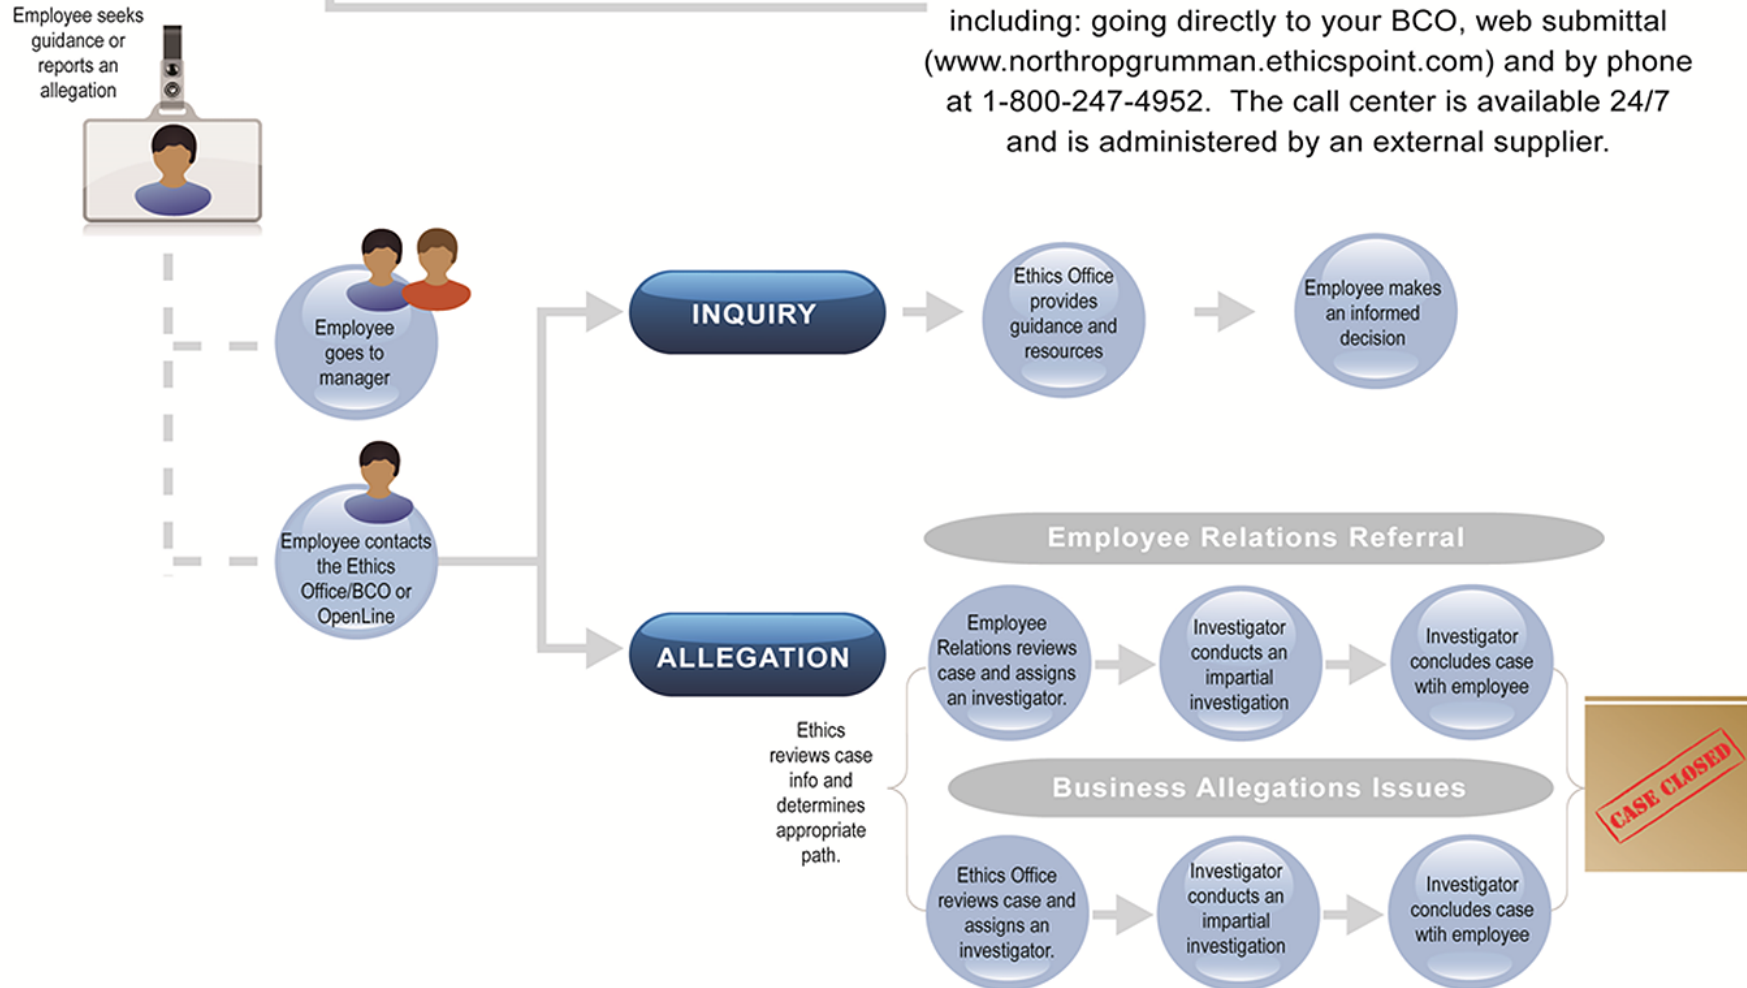 Employee seeks
guidance or
reports an
allegation
including: going directly to your BCO, web submittal
(www.northropgrumman.ethicspoint.com) and by phone
at 1-800-247-4952.  The call center is available 24/7
and is administered by an external supplier.
Employee
goes to
manager
INQUIRY
Ethics Office
provides
guidance and
resources
Employee makes
an informed
decision
Employee contacts
the Ethics
Office/BCO or
OpenLine
ALLEGATION
Ethics
reviews case
info and
determines
appropriate
path.
Employee Relations Referral
Employee
Relations reviews
case and assigns
an investigator.
Investigator
conducts an
impartial
investigation
Investigator
concludes case
wtih employee
Business Allegations Issues
Ethics Office
reviews case and
assigns an
investigator.
Investigator
conducts an
impartial
investigation
Investigator
concludes case
wtih employee
CASE CLOSED